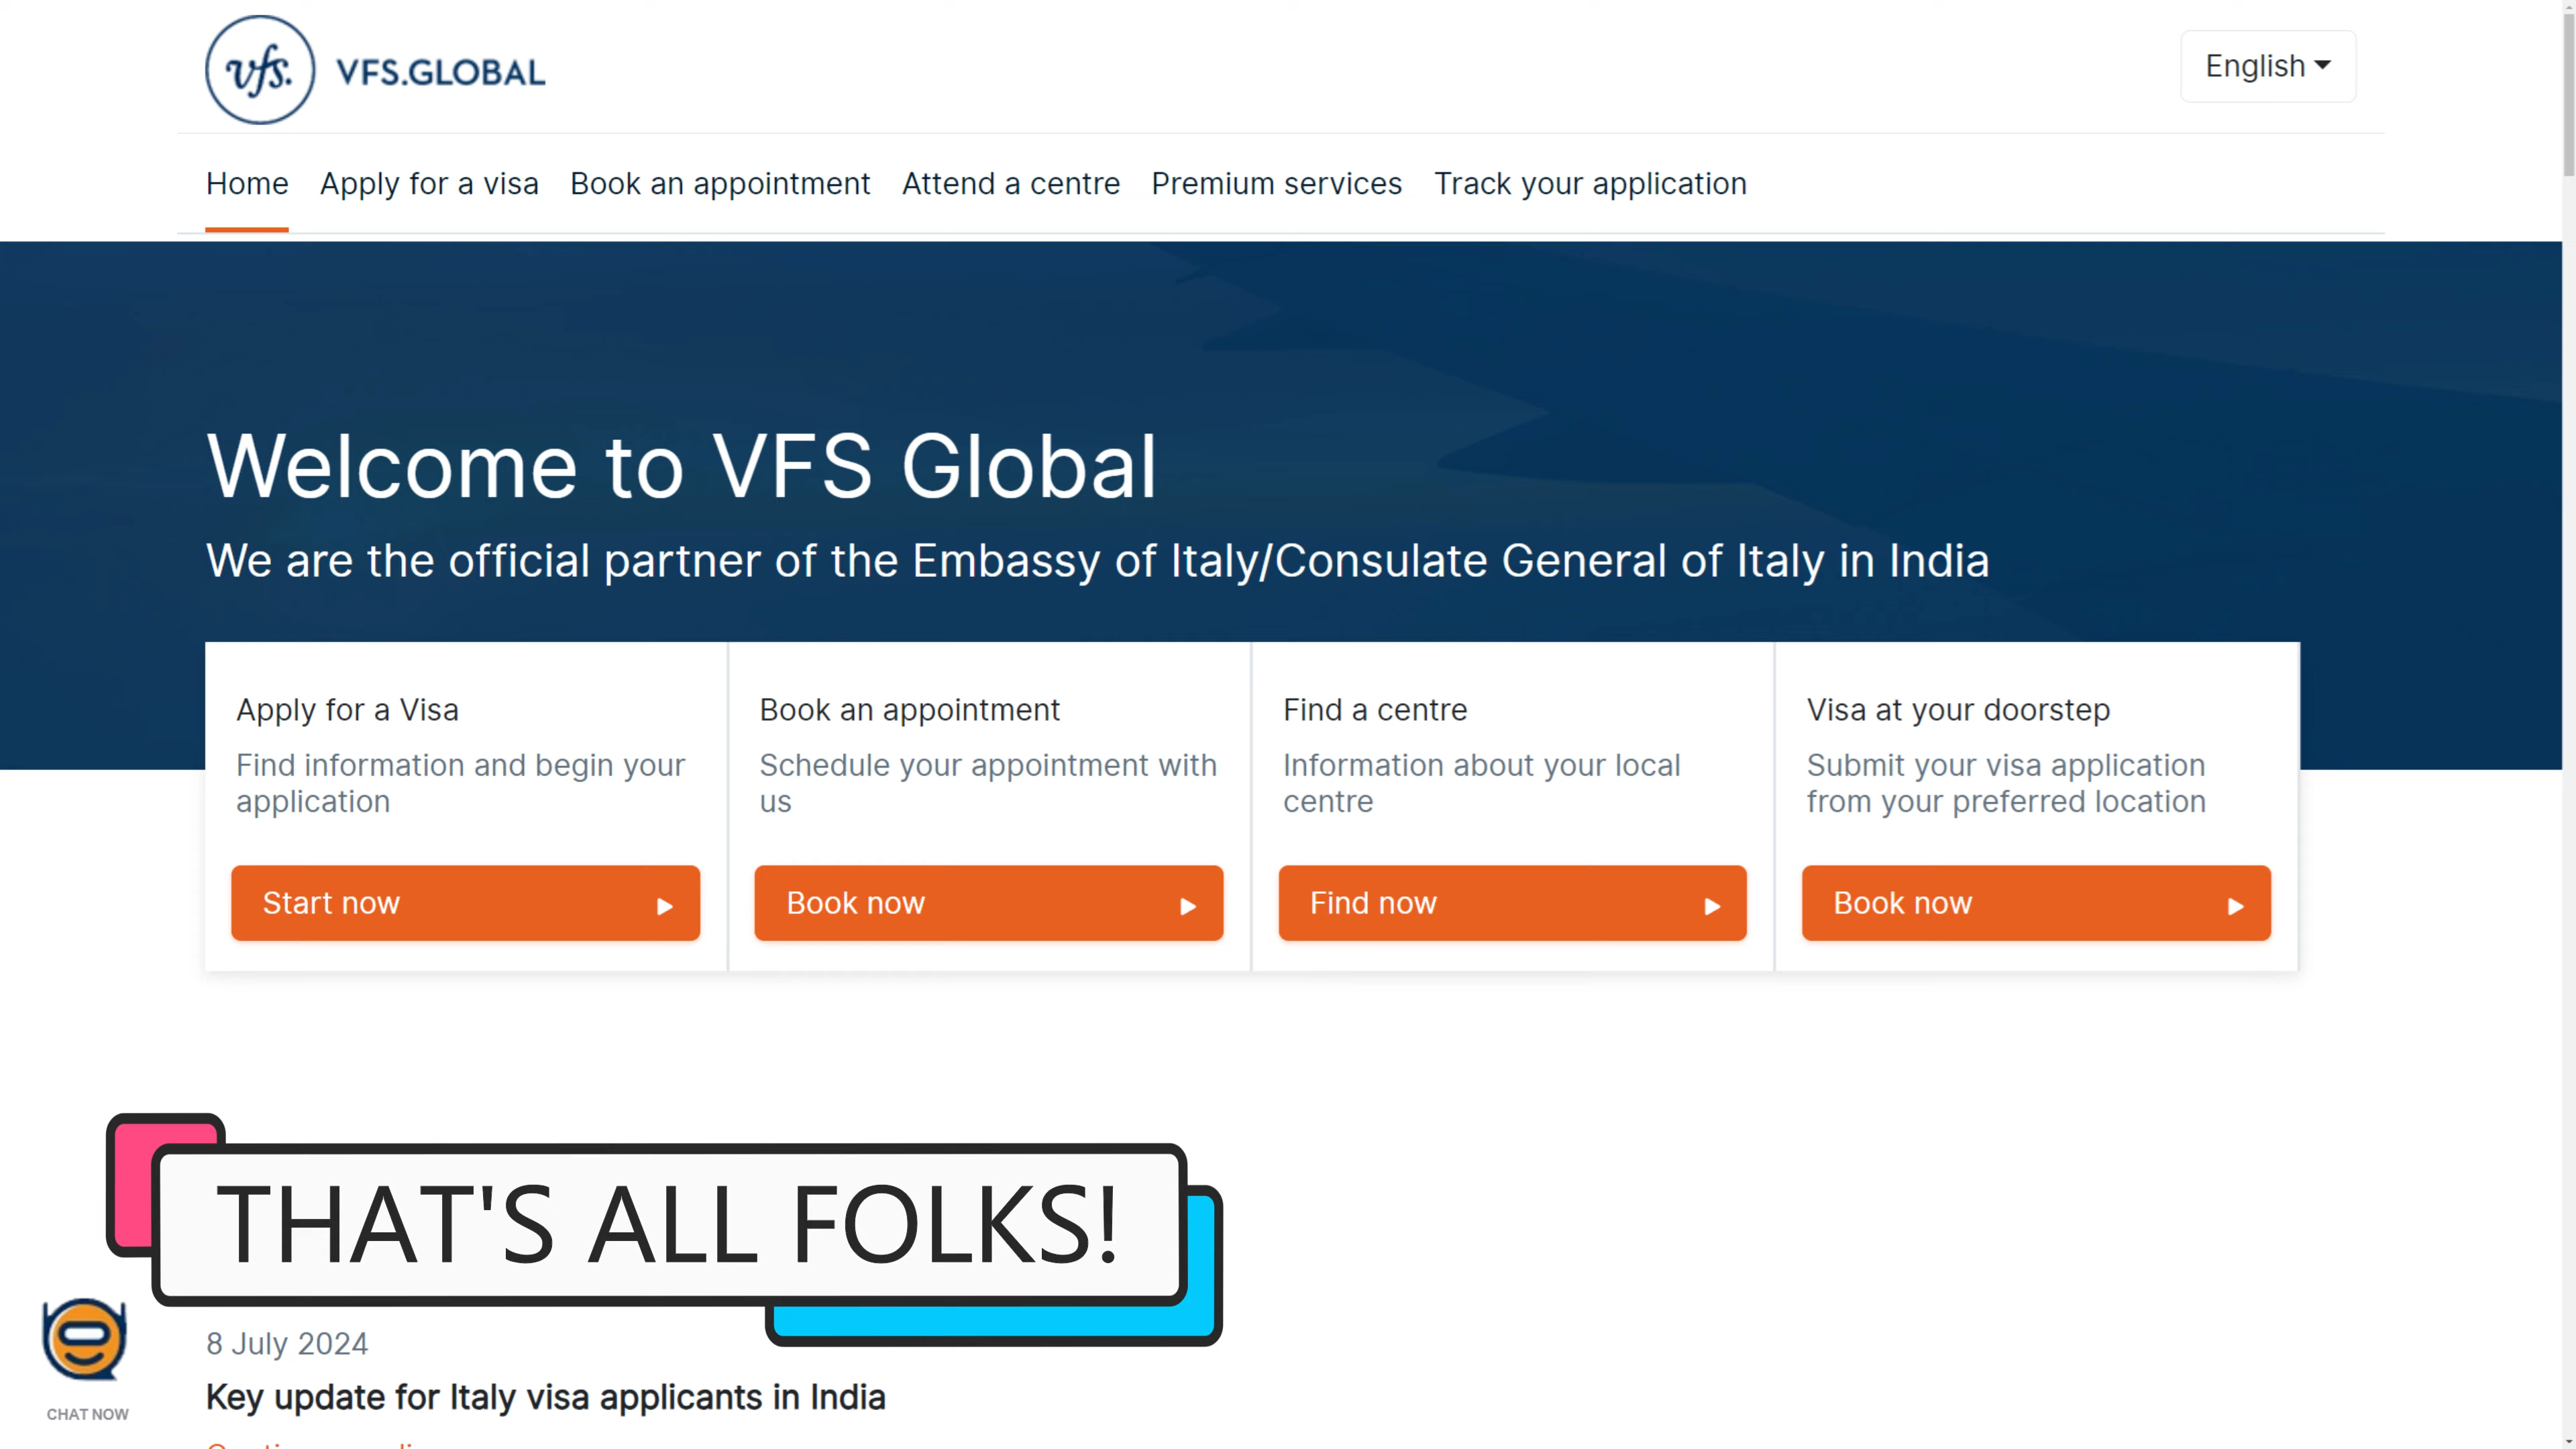 vfs. VFS.GLOBAL
English
Home Apply for a visa Book an appointment Attend a centre Premium services Track your application
Welcome to VFS Global
We are the official partner of the Embassy of Italy/Consulate General of Italy in India
Apply for a Visa
Find information and begin your
application
Start now
Book an appointment
Schedule your appointment with
us
Book now
Find a centre
Information about your local
centre
Find now
Visa at your doorstep
Submit your visa application
from your preferred location
Book now
THAT'S ALL FOLKS!
8 July 2024
Key update for Italy visa applicants in India
CHAT NOW